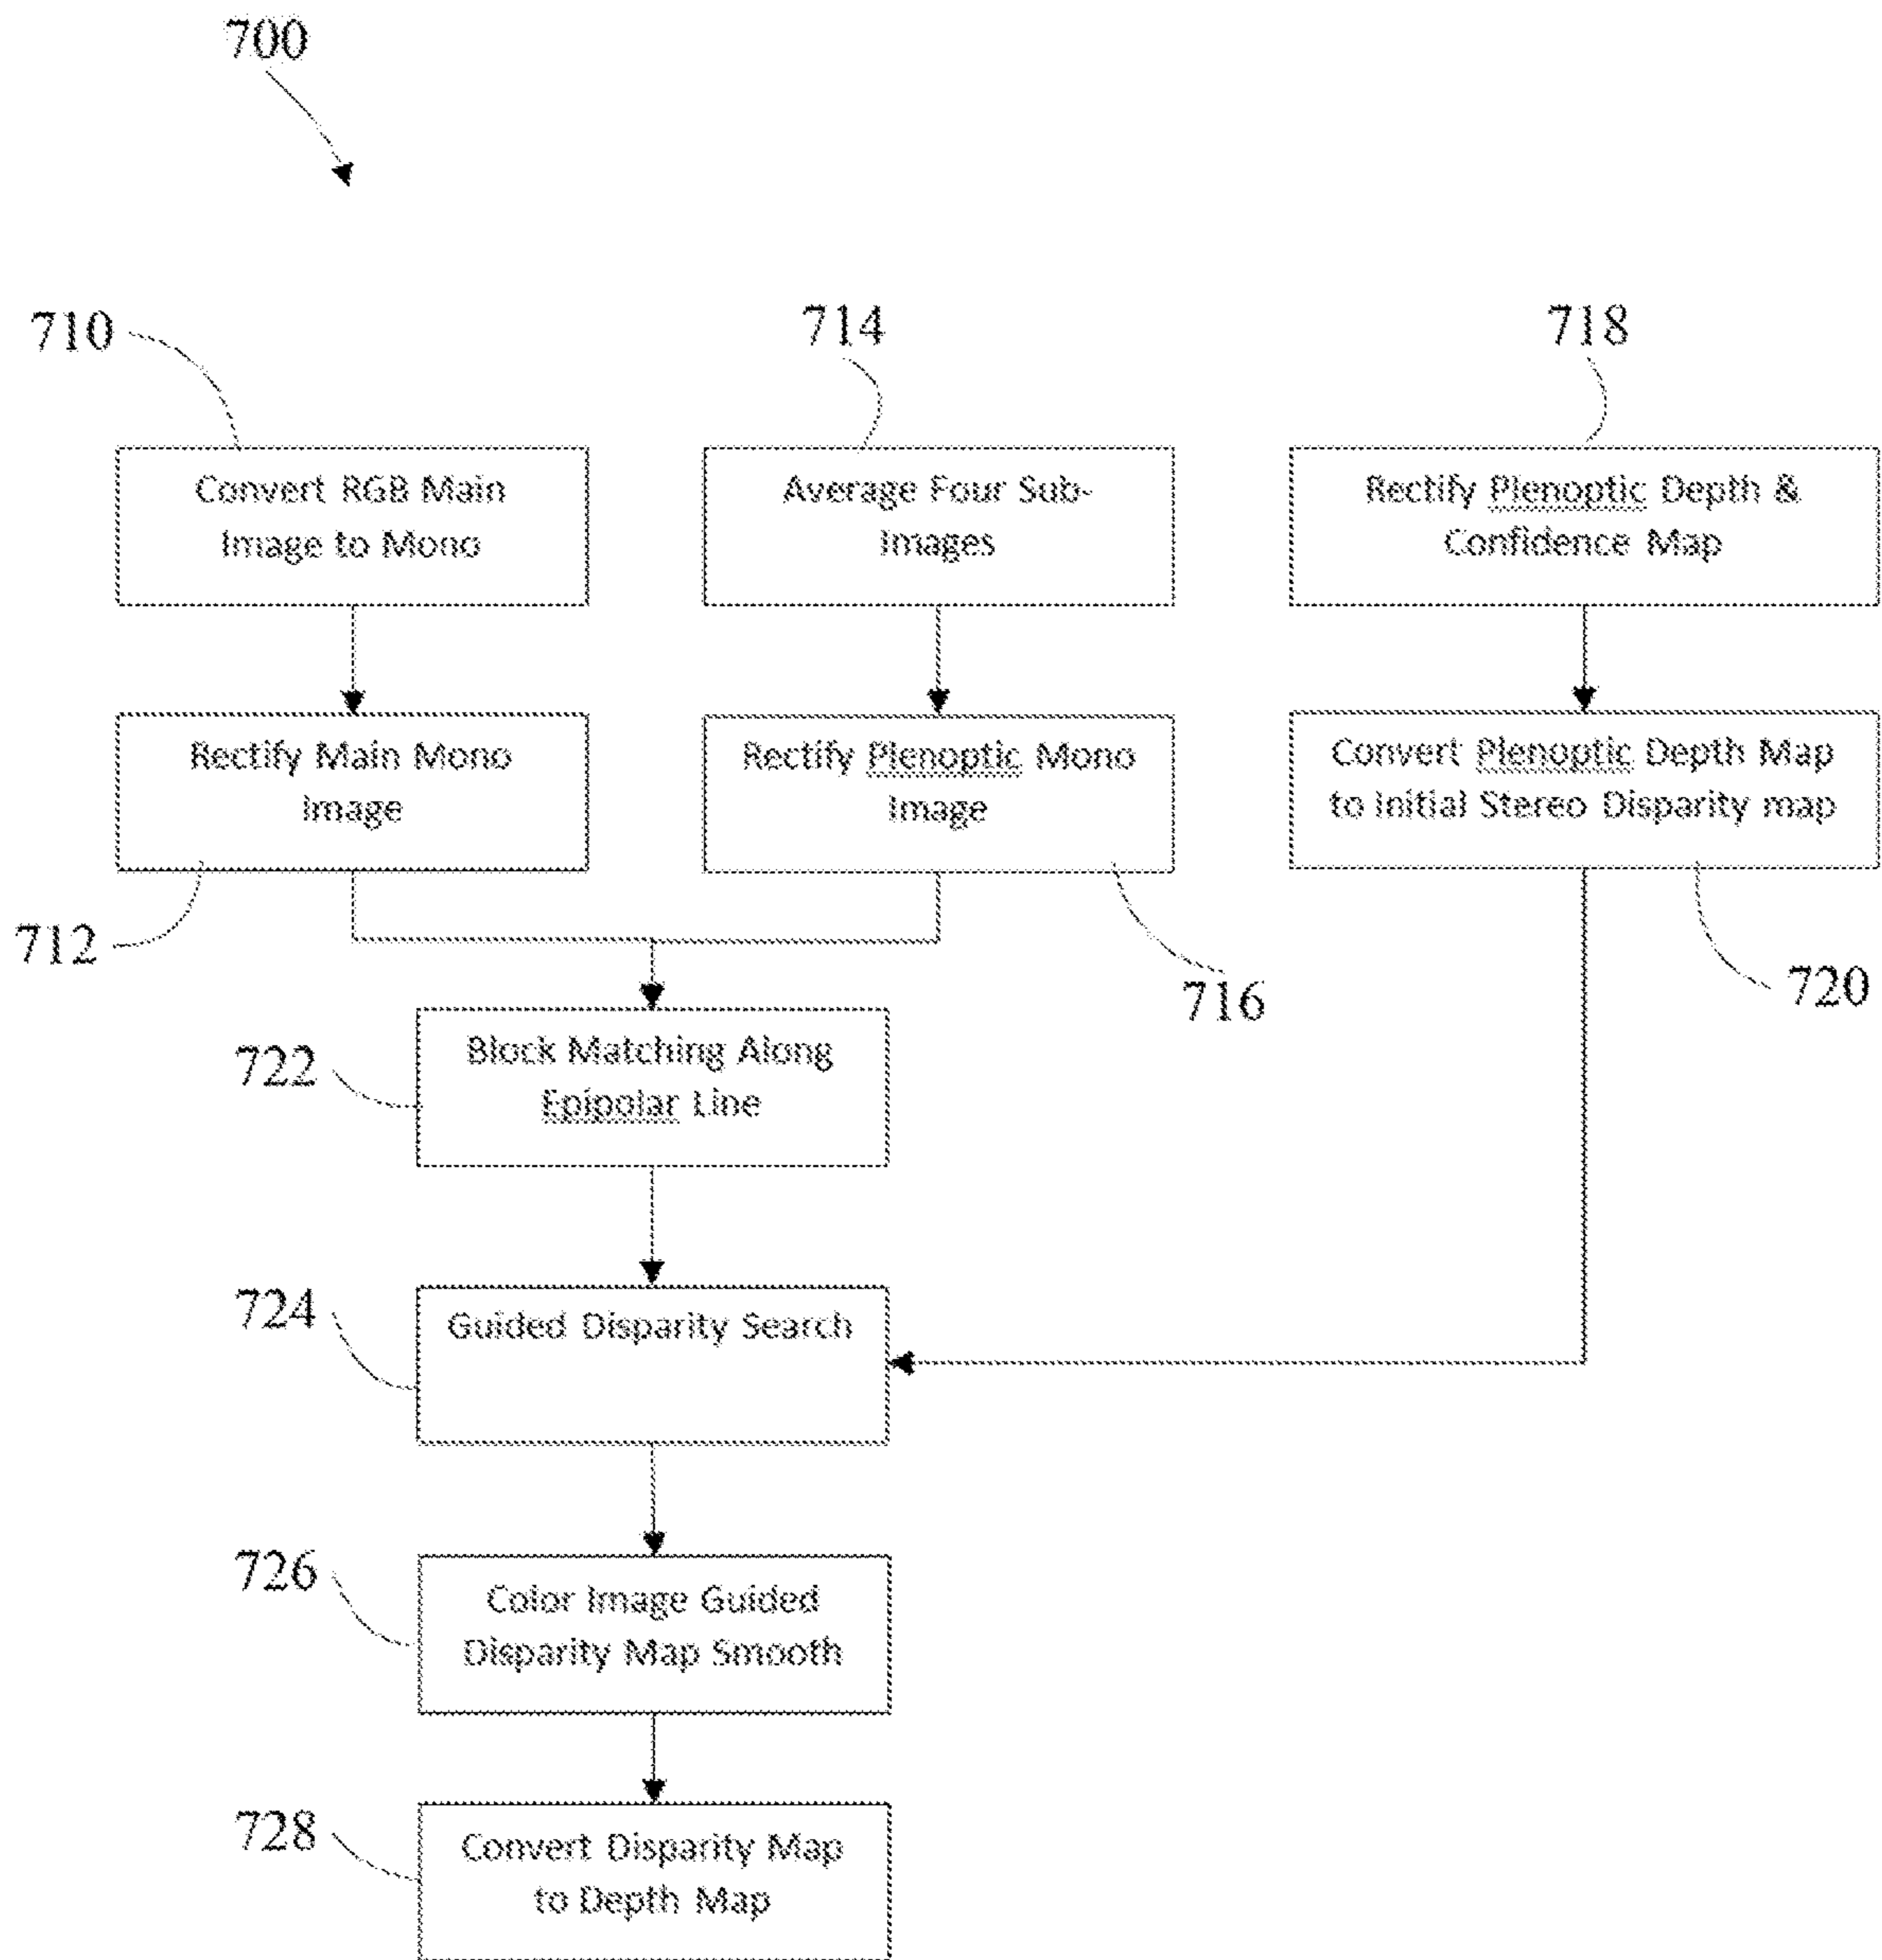 700
710
714
718
Convert RGB Main
Image to Mono
Average Four Sub-
Images
Rectify Plenoptic Depth &
Confidence Map
Rectify Main Mono
Image
Rectify Plenoptic Mono
Image
Convert Plenoptic Depth Map
to Initial Stereo Disparity map
712
716
720
722
Block Matching Along
Epipolar Line
724
Guided Disparity Search
726
Color Image Guided
Disparity Map Smooth
728
Convert Disparity Map
to Depth Map